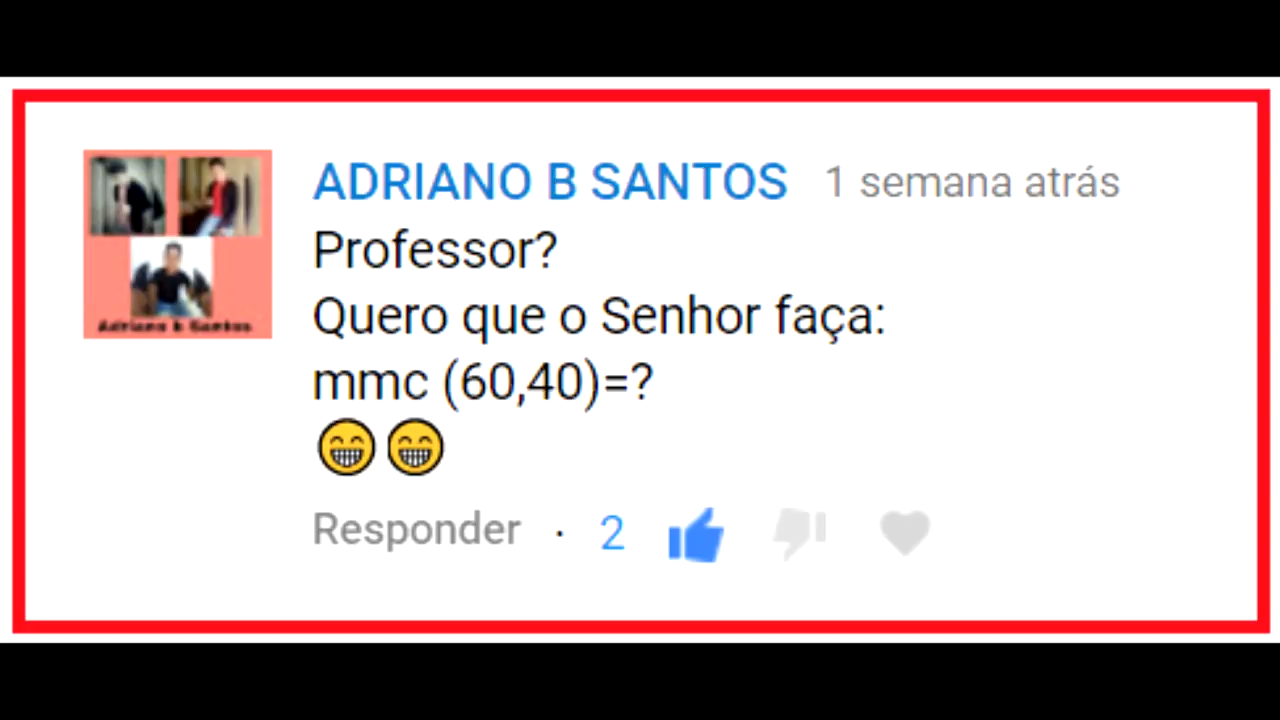 ADRIANO B SANTOS 1 semana atrás
Professor?
Quero que o Senhor faça:
mmc (60,40)=?
😁😁
Responder · 2
Adriano b Santos